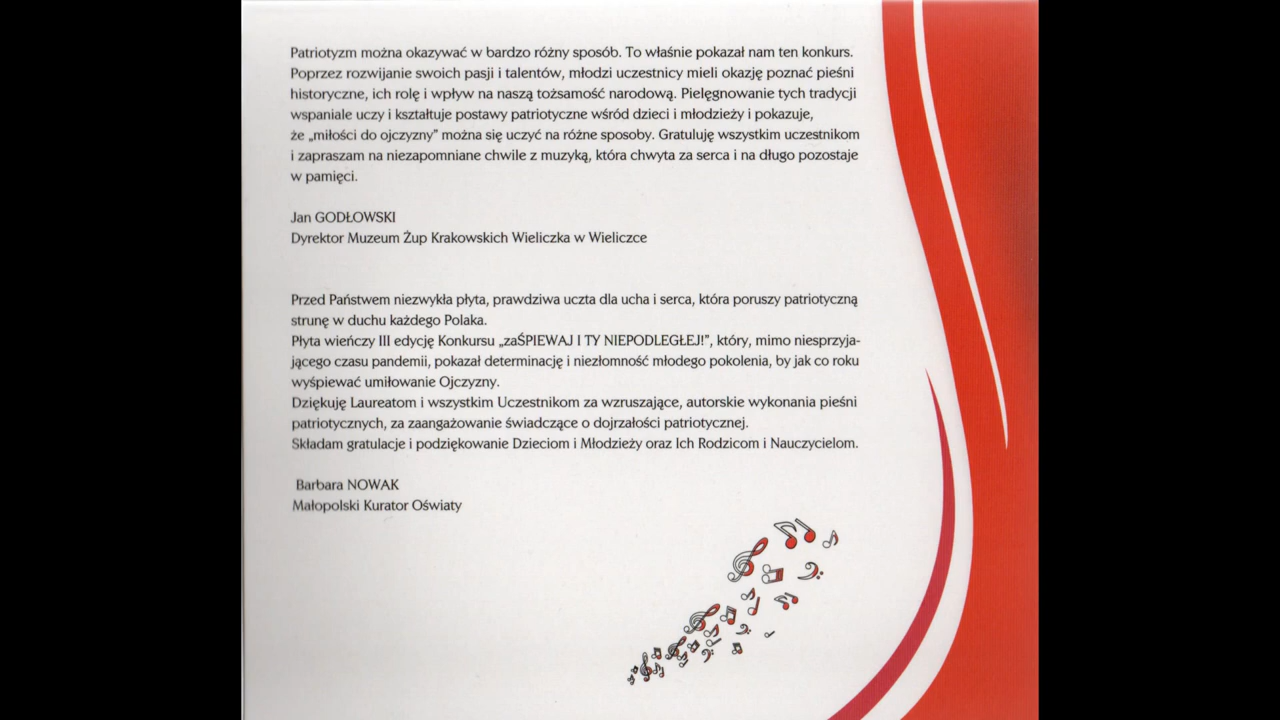 Patriotyzm można okazywać w bardzo różny sposób. To właśnie pokazał nam ten konkurs.
Poprzez rozwijanie swoich pasji i talentów, młodzi uczestnicy mieli okazję poznać pieśni
historyczne, ich rolę i wpływ na naszą tożsamość narodową. Pielęgnowanie tych tradycji
wspaniale uczy i kształtuje postawy patriotyczne wśród dzieci i młodzieży i pokazuje,
że „miłości do ojczyzny” można się uczyć na różne sposoby. Gratuluję wszystkim uczestnikom
i zapraszam na niezapomniane chwile z muzyką, która chwyta za serca i na długo pozostaje
w pamięci.
Jan GODŁOWSKI
Dyrektor Muzeum Żup Krakowskich Wieliczka w Wieliczce
Przed Państwem niezwykła płyta, prawdziwa uczta dla ucha i serca, która poruszy patriotyczną
strunę w duchu każdego Polaka.
Płyta wieńczy III edycję Konkursu „zaŚPIEWAJ I TY NIEPODLEGŁEJ!”, który, mimo niesprzyja-
jącego czasu pandemii, pokazał determinację i niezłomność młodego pokolenia, by jak co roku
wyśpiewać umiłowanie Ojczyzny.
Dziękuję Laureatom i wszystkim Uczestnikom za wzruszające, autorskie wykonania pieśni
patriotycznych, za zaangażowanie świadczące o dojrzałości patriotycznej.
Składam gratulacje i podziękowanie Dzieciom i Młodzieży oraz Ich Rodzicom i Nauczycielom.
Barbara NOWAK
Małopolski Kurator Oświaty